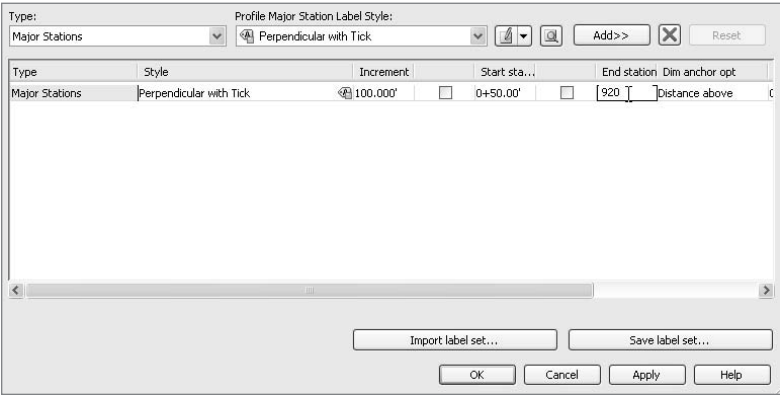 Type: Profile Major Station Label Style:
Major Stations Perpendicular with Tick Add>> Reset
Type Style Increment Start sta... End station Dim anchor opt
Major Stations Perpendicular with Tick 100.000' 0+50.00' 920 Distance above
Import label set... Save label set...
OK Cancel Apply Help